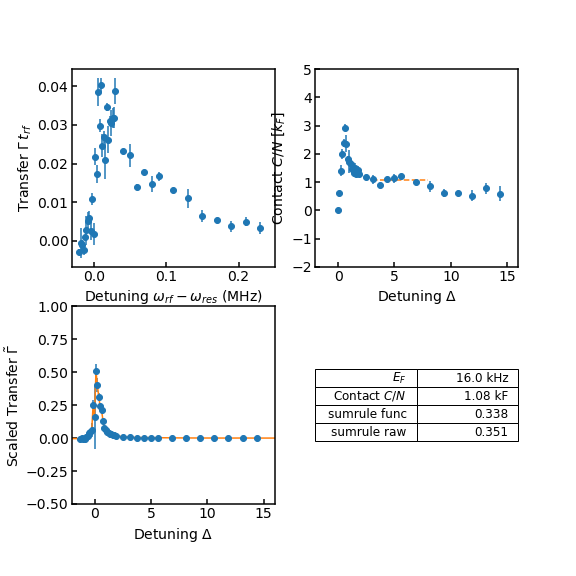 0.04
0.03
0.02
0.01
0.00
Transfer Γ t_rf
0.0 0.1 0.2
Detuning ω_rf − ω_res (MHz)
5
4
3
2
1
0
−1
−2
Contact C/N [k_F]
0 5 10 15
Detuning Δ
1.00
0.75
0.50
0.25
0.00
−0.25
−0.50
Scaled Transfer Γ̃
0 5 10 15
Detuning Δ
E_F 16.0 kHz
Contact C/N 1.08 kF
sumrule func 0.338
sumrule raw 0.351